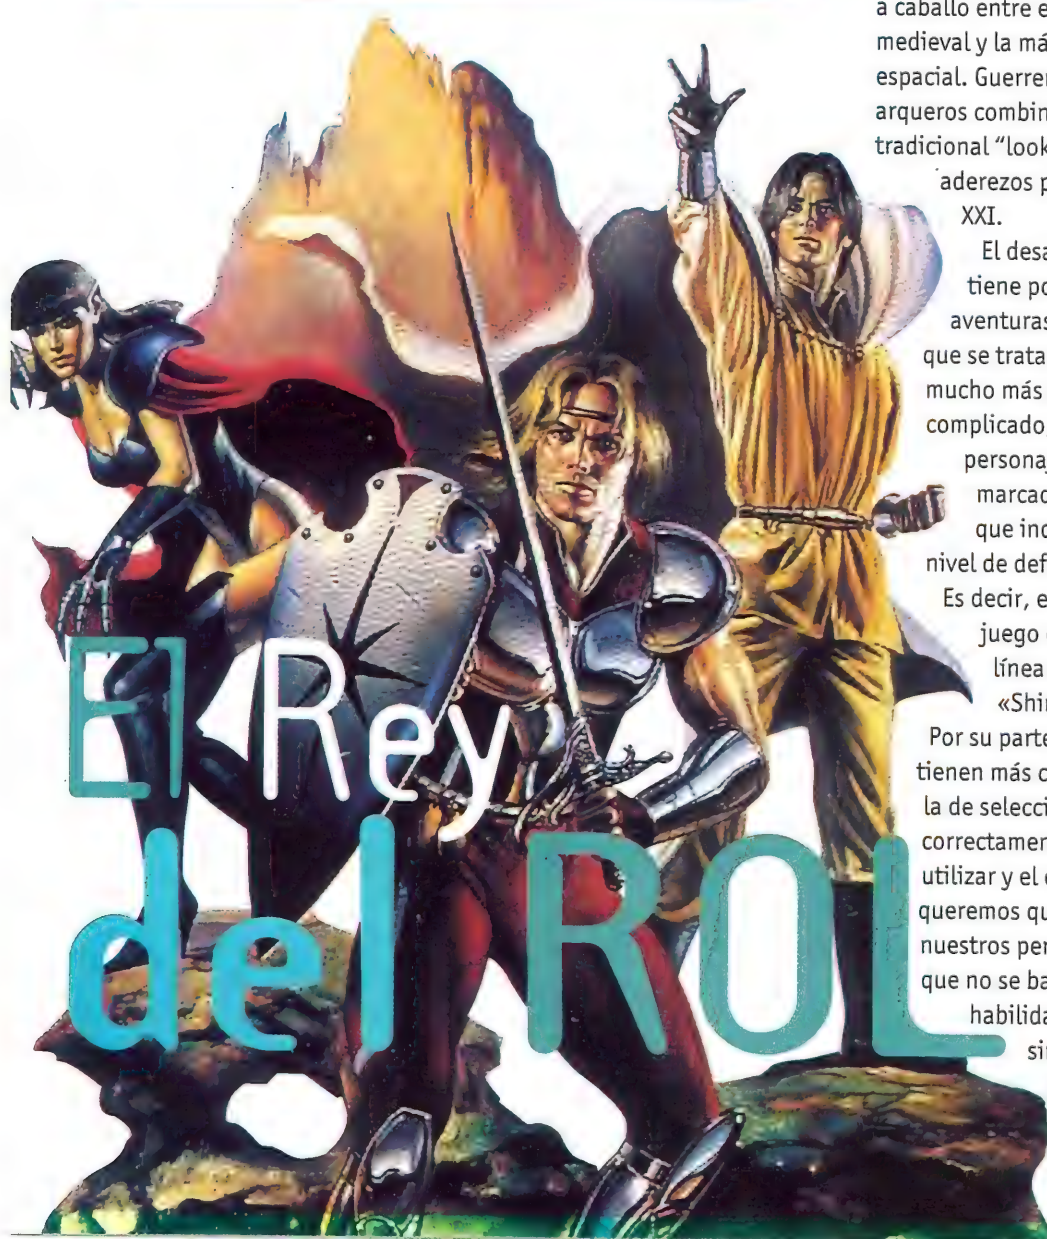 a caballo entre e
medieval y la má
espacial. Guerrer
arqueros combin
tradicional "look
aderezos p
XXI.
El desa
tiene po
aventuras
que se trata
mucho más
complicado,
personaj
marcad
que inc
nivel de def
Es decir, e
juego
línea
«Shin
Por su parte
tienen más c
la de selecci
correctamen
utilizar y el
queremos qu
nuestros per
que no se ba
habilida
si
El Rey
del ROL